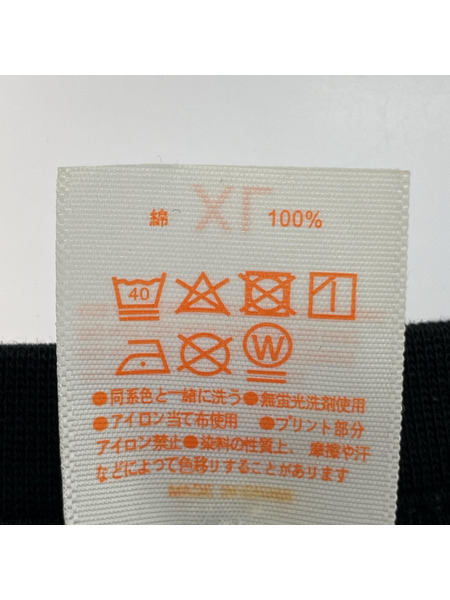 綿 100%
40
W
●同系色と一緒に洗う●無蛍光洗剤使用
●アイロン当て布使用 ●プリント部分
アイロン禁止●染料の性質上、摩擦や汗
などによって色移りすることがあります